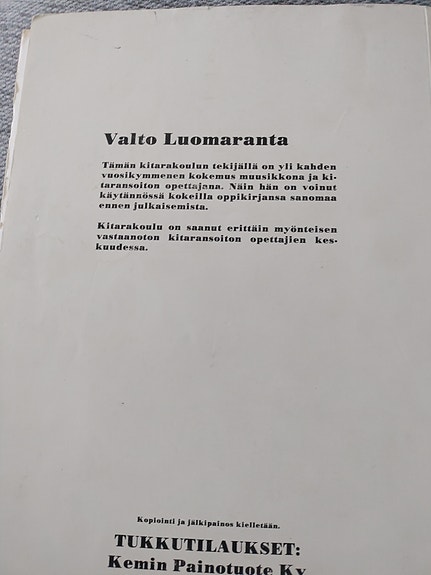 Valto Luomaranta
Tämän kitarakoulun tekijällä on yli kahden
vuosikymmenen kokemus muusikkona ja ki-
taransoiton opettajana. Näin hän on voinut
käytännössä kokeilla oppikirjansa sanomaa
ennen julkaisemista.
Kitarakoulu on saanut erittäin myönteisen
vastaanoton kitaransoiton opettajien kes-
kuudessa.
Kopiointi ja jälkipainos kielletään.
TUKKUTILAUKSET:
Kemin Painotuote Ky